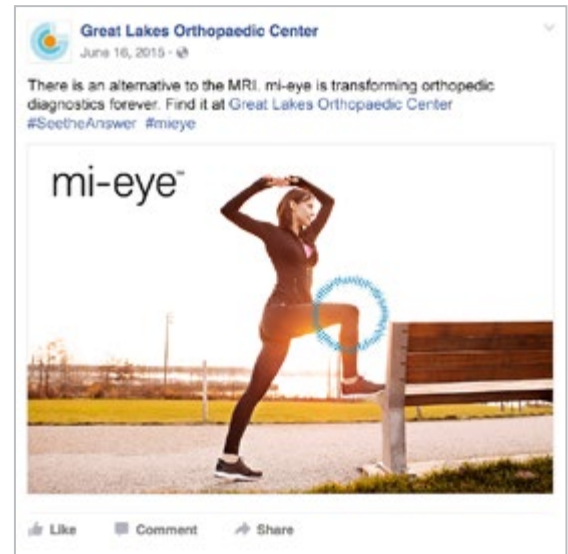 Great Lakes Orthopaedic Center
June 16, 2015 ·
There is an alternative to the MRI. mi-eye is transforming orthopedic
diagnostics forever. Find it at Great Lakes Orthopaedic Center
#SeetheAnswer #mieye
mi-eye™
Like Comment Share